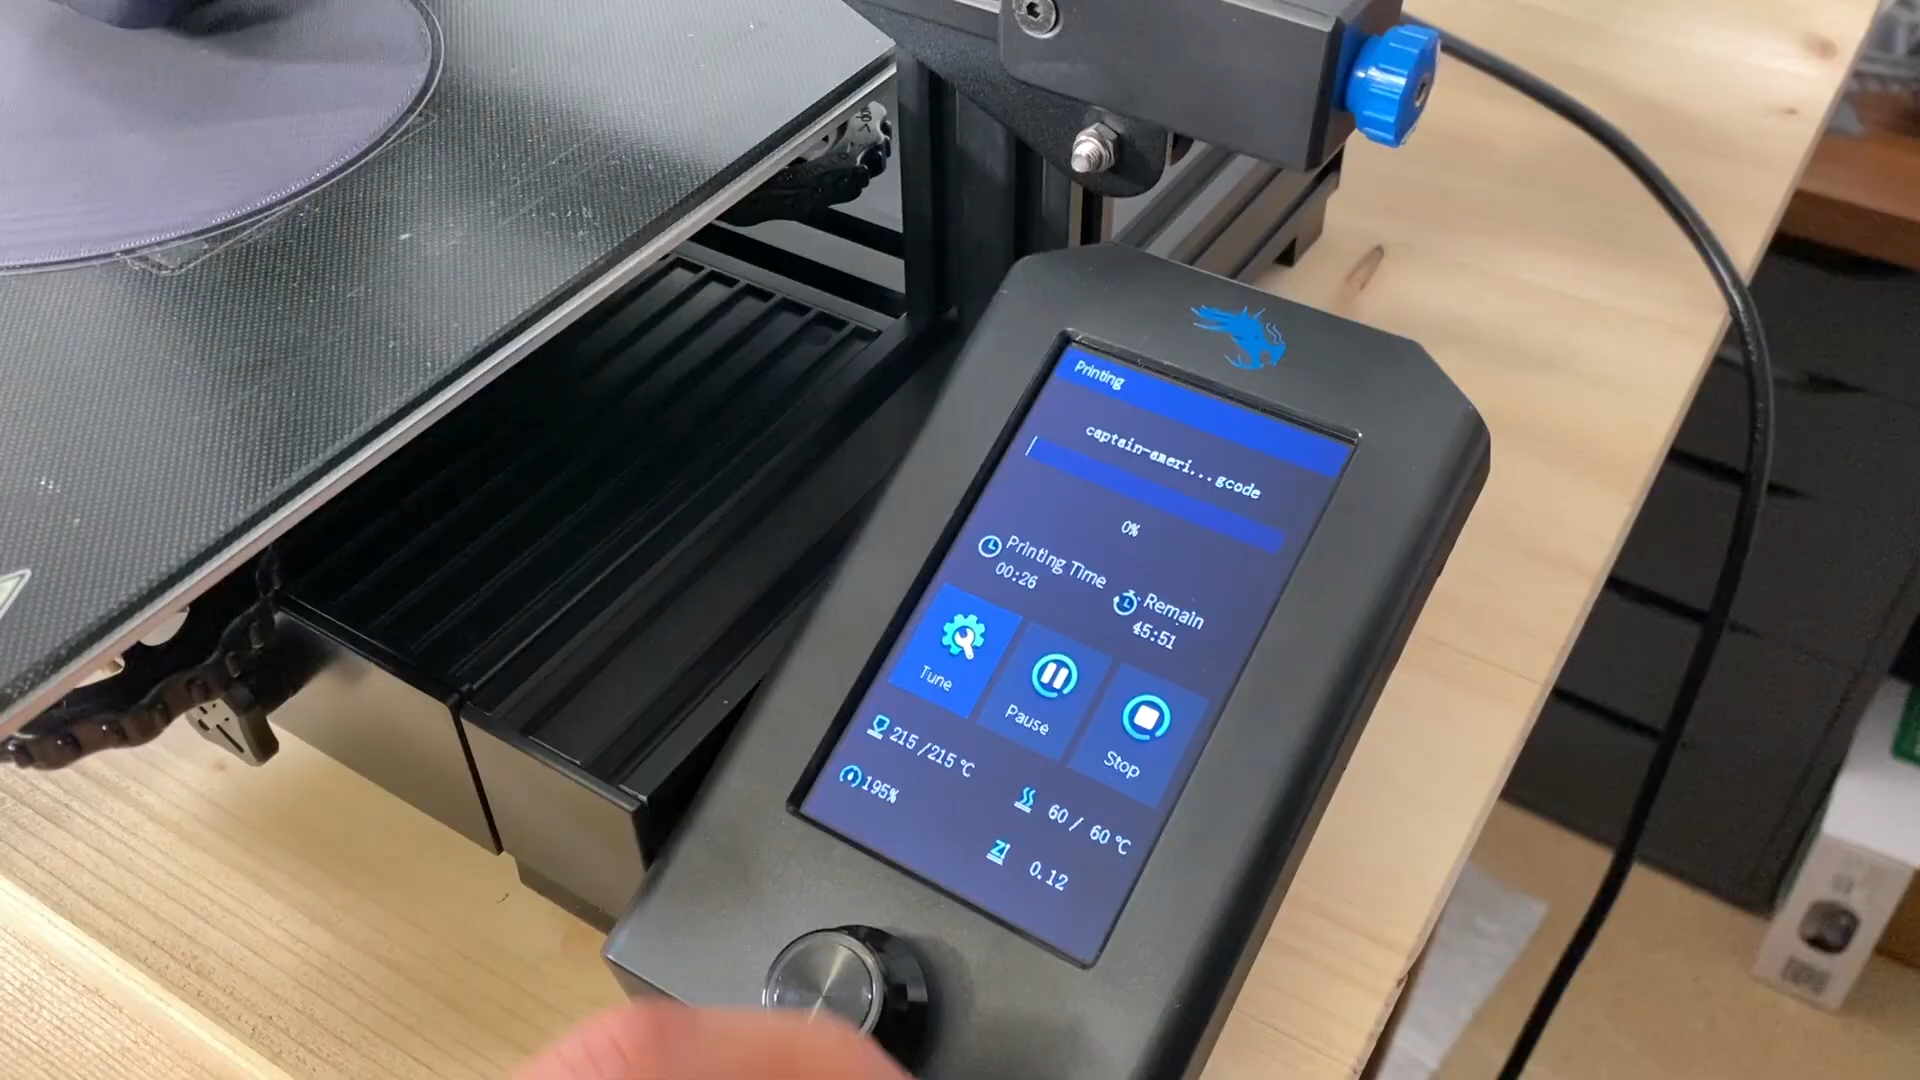 Printing
captain-ameri...gcode
0%
Printing Time
00:26
Remain
45:51
Tune
Pause
Stop
215 / 215 ℃
195%
60 / 60 ℃
Z
0.12